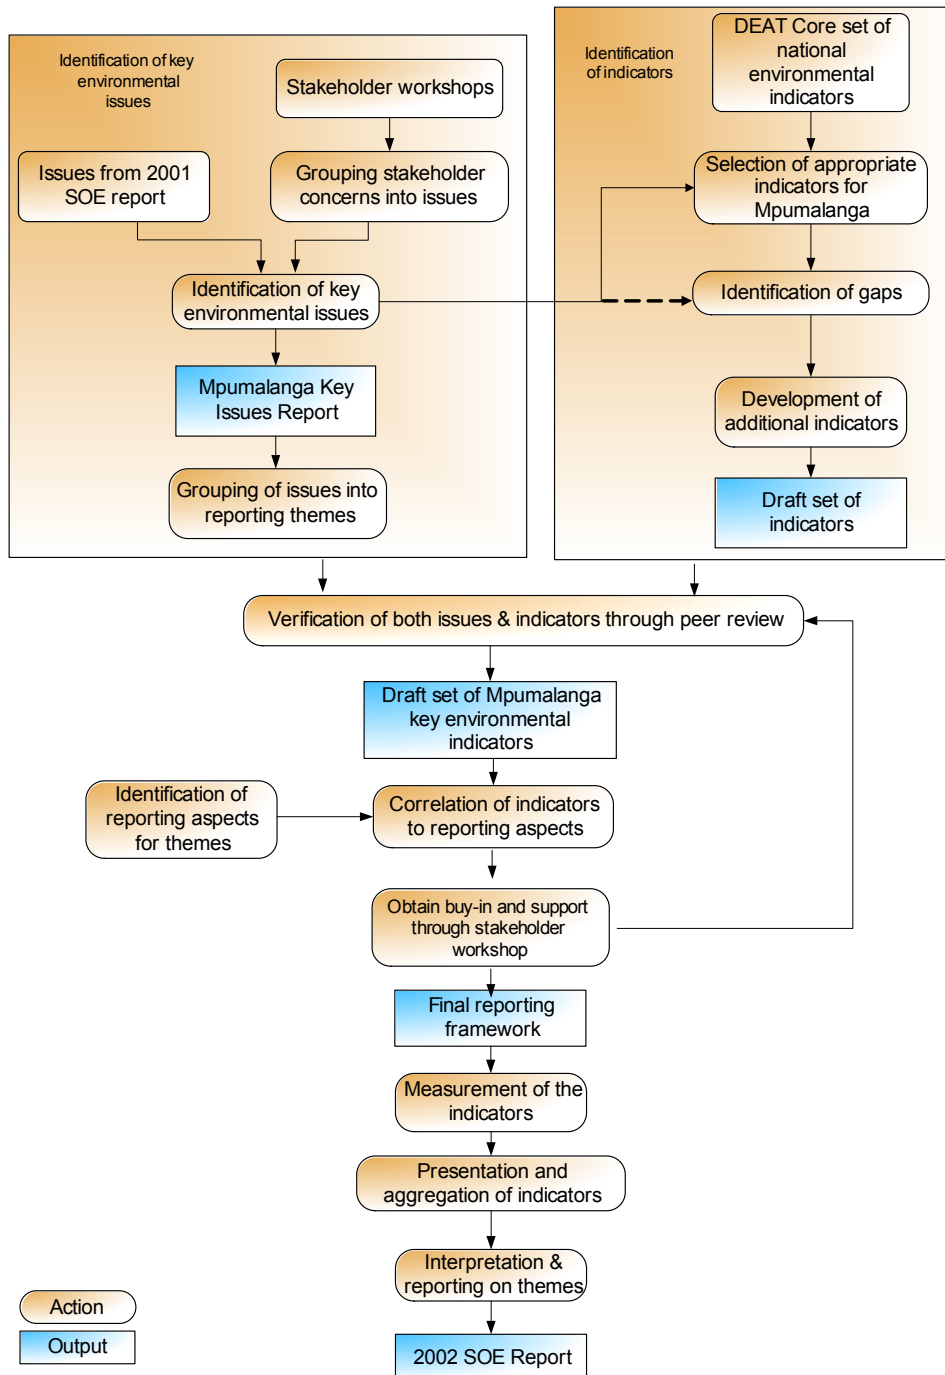 Identification of key
environmental
issues
Stakeholder workshops
Issues from 2001
SOE report
Grouping stakeholder
concerns into issues
Identification of key
environmental issues
Mpumalanga Key
Issues Report
Grouping of issues into
reporting themes
Identification
of indicators
DEAT Core set of
national
environmental
indicators
Selection of appropriate
indicators for
Mpumalanga
Identification of gaps
Development of
additional indicators
Draft set of
indicators
Verification of both issues & indicators through peer review
Draft set of Mpumalanga
key environmental
indicators
Identification of
reporting aspects
for themes
Correlation of indicators
to reporting aspects
Obtain buy-in and support
through stakeholder
workshop
Final reporting
framework
Measurement of the
indicators
Presentation and
aggregation of indicators
Interpretation &
reporting on themes
2002 SOE Report
Action
Output